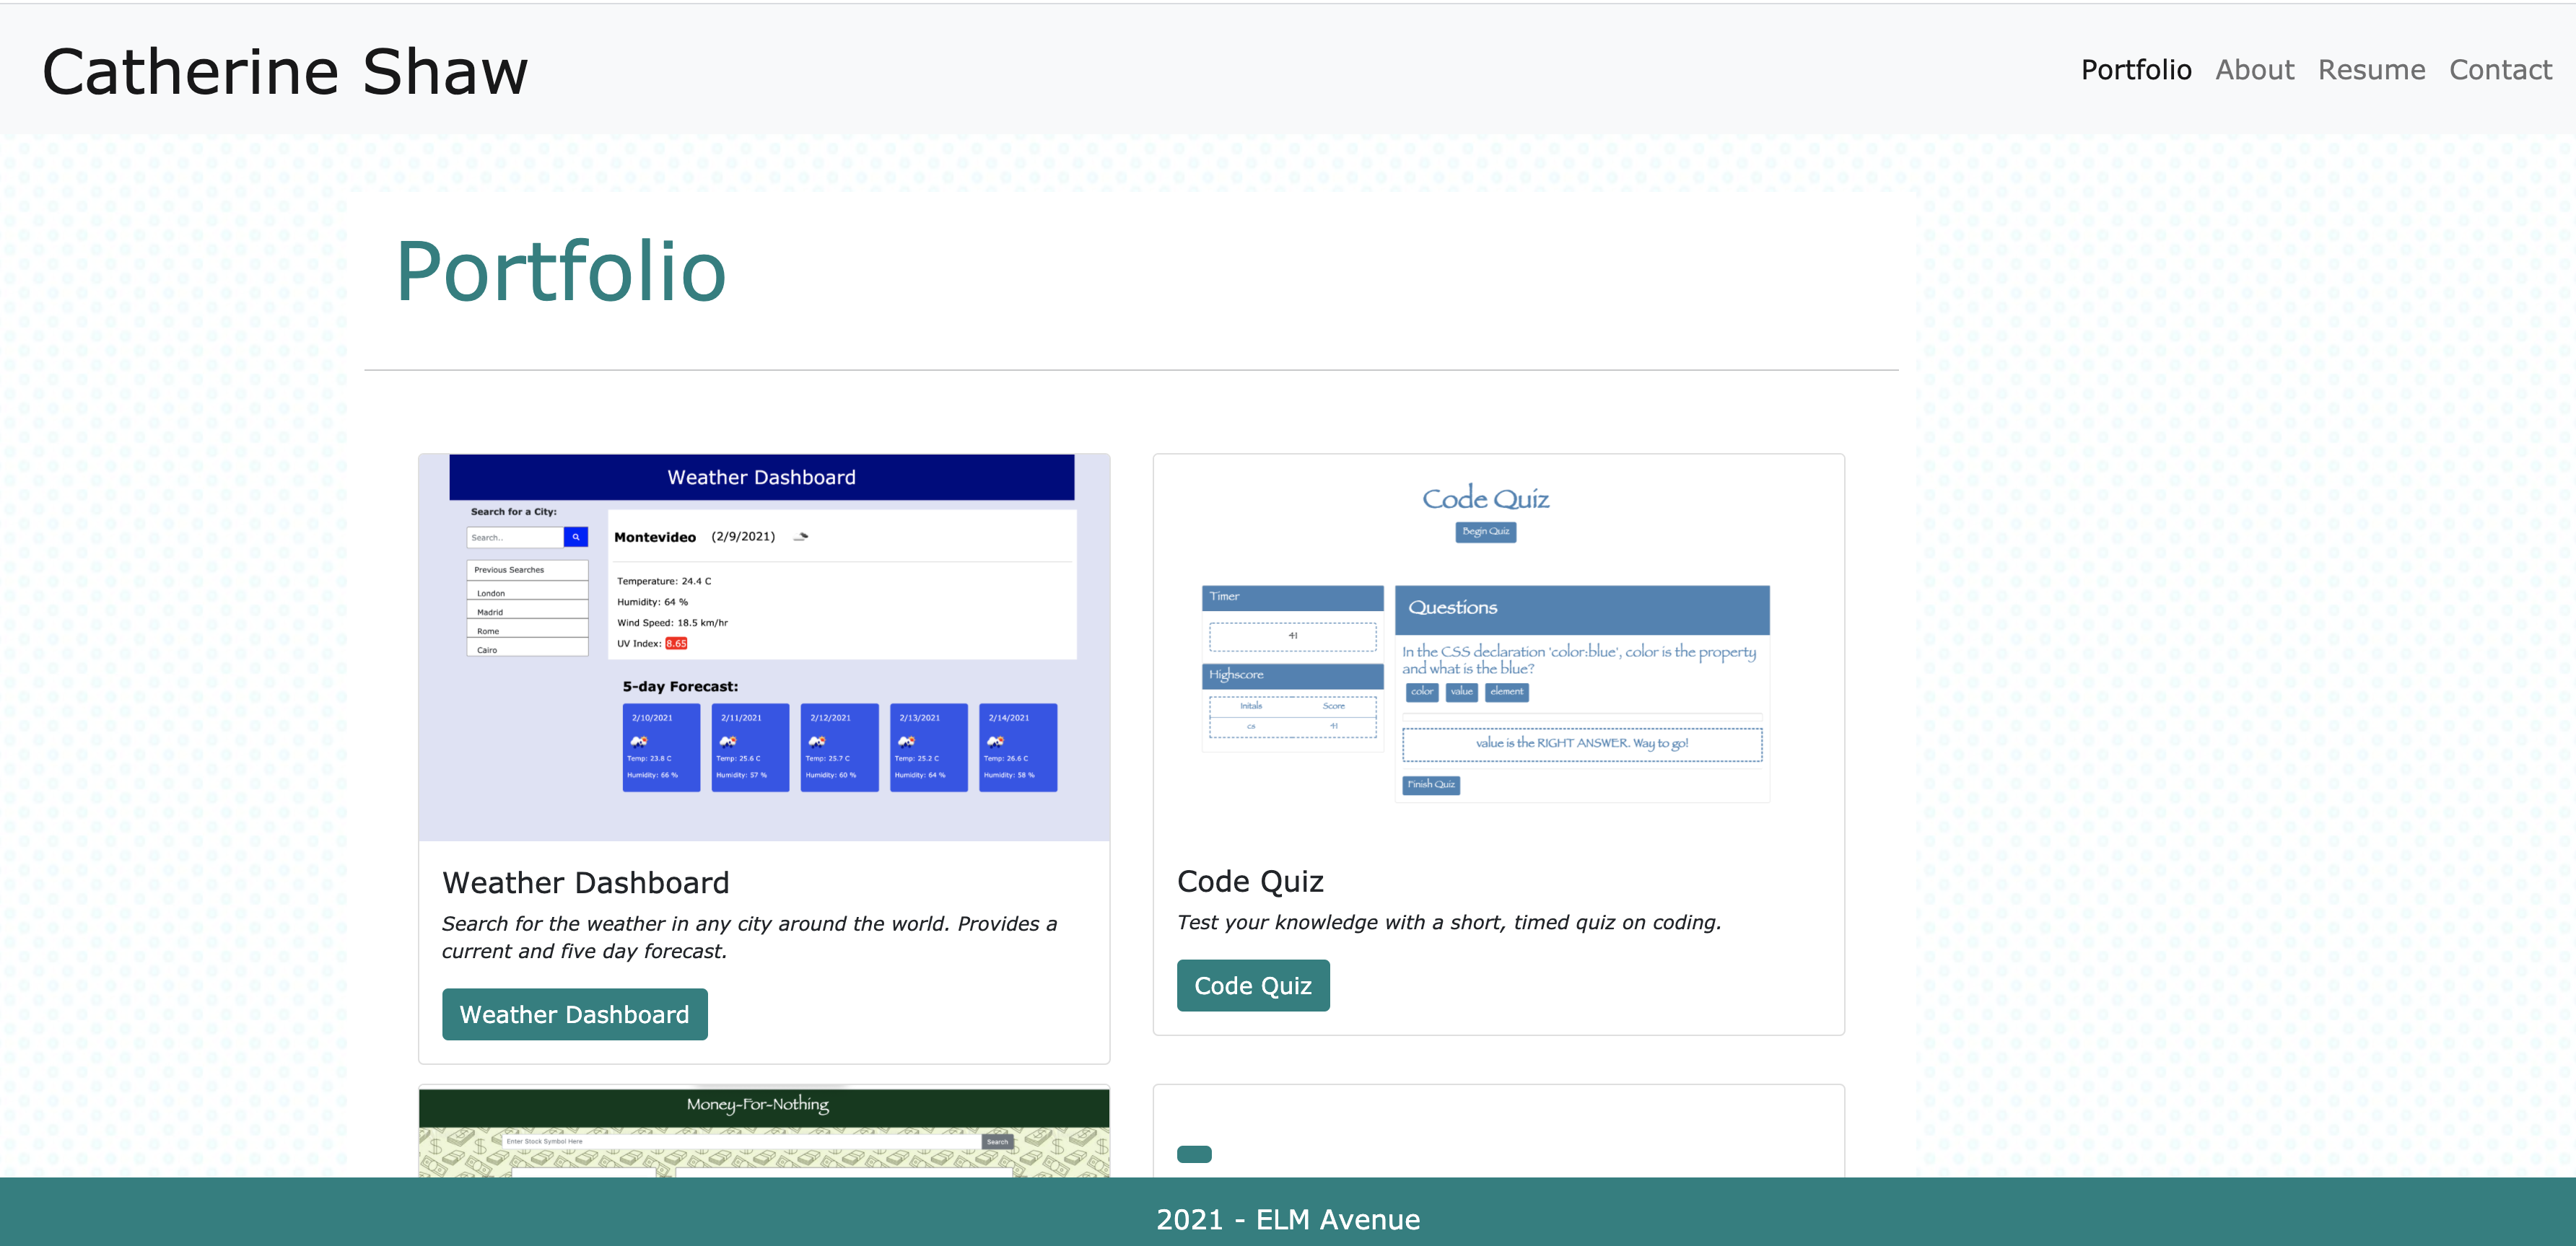 Catherine Shaw
Portfolio About Resume Contact
Portfolio
Weather Dashboard
Search for a City:
Search..
Previous Searches
London
Madrid
Rome
Cairo
Montevideo (2/9/2021)
Temperature: 24.4 C
Humidity: 64 %
Wind Speed: 18.5 km/hr
UV Index: 8.65
5-day Forecast:
2/10/2021
Temp: 23.8 C
Humidity: 66 %
2/11/2021
Temp: 25.6 C
Humidity: 57 %
2/12/2021
Temp: 25.7 C
Humidity: 60 %
2/13/2021
Temp: 25.2 C
Humidity: 64 %
2/14/2021
Temp: 26.6 C
Humidity: 58 %
Weather Dashboard
Search for the weather in any city around the world. Provides a
current and five day forecast.
Weather Dashboard
Code Quiz
Begin Quiz
Timer
41
Highscore
Initals Score
cs 41
Questions
In the CSS declaration 'color:blue', color is the property
and what is the blue?
color value element
value is the RIGHT ANSWER. Way to go!
Finish Quiz
Code Quiz
Test your knowledge with a short, timed quiz on coding.
Code Quiz
Money-For-Nothing
Enter Stock Symbol Here
Search
2021 - ELM Avenue